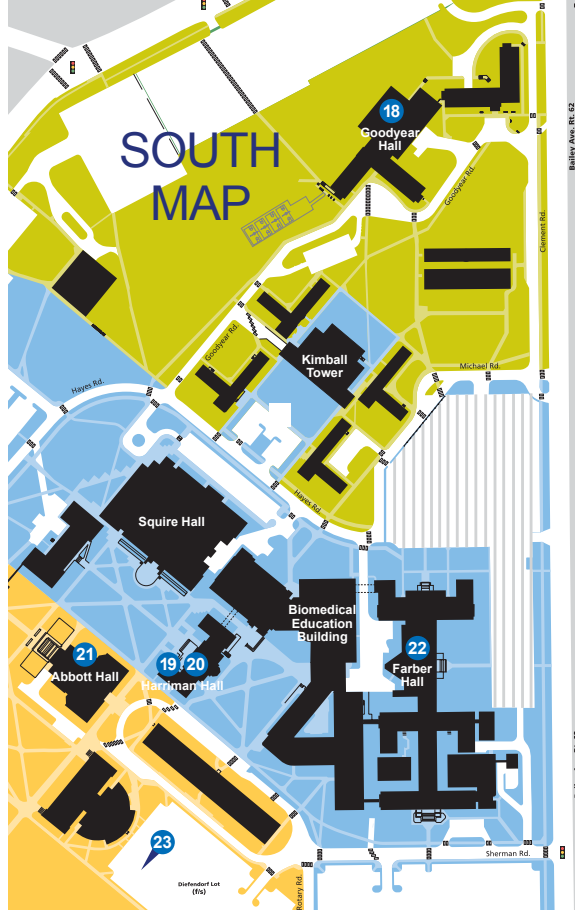 SOUTH
MAP
18
Goodyear
Hall
Bailey Ave. Rt. 62
Goodyear Rd.
Clement Rd.
Goodyear Rd.
Kimball
Tower
Michael Rd.
Hayes Rd.
Squire Hall
Hayes Rd.
Biomedical
Education
Building
22
Farber
Hall
21
Abbott Hall
19
20
Harriman Hall
23
Diefendorf Lot
(f/s)
Sherman Rd.
Rotary Rd.